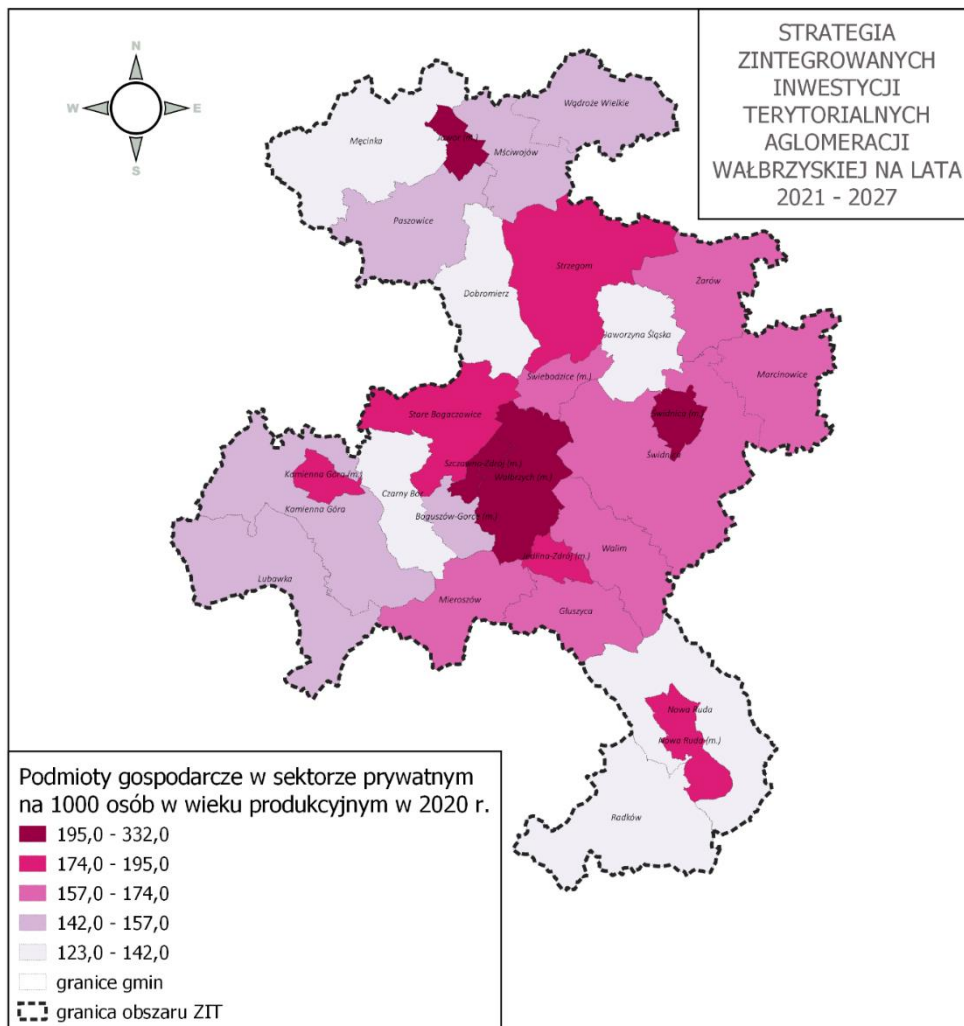 N
W
E
S
STRATEGIA
ZINTEGROWANYCH
INWESTYCJI
TERYTORIALNYCH
AGLOMERACJI
WAŁBRZYSKIEJ NA LATA
2021 - 2027
Wądroże Wielkie
Męcinka
Mściwojów
Paszowice
Strzegom
Żarów
Dobromierz
Jaworzyna Śląska
Marcinowice
Świebodzice (m.)
Stare Bogaczowice
Świdnica (m.)
Świdnica
Szczawno-Zdrój (m.)
Kamienna Góra (m.)
Wałbrzych (m.)
Czarny Bór
Kamienna Góra
Boguszów-Gorce (m.)
Walim
Jedlina-Zdrój (m.)
Lubawka
Mieroszów
Głuszyca
Nowa Ruda
Nowa Ruda (m.)
Radków
Podmioty gospodarcze w sektorze prywatnym
na 1000 osób w wieku produkcyjnym w 2020 r.
195,0 - 332,0
174,0 - 195,0
157,0 - 174,0
142,0 - 157,0
123,0 - 142,0
granice gmin
granica obszaru ZIT